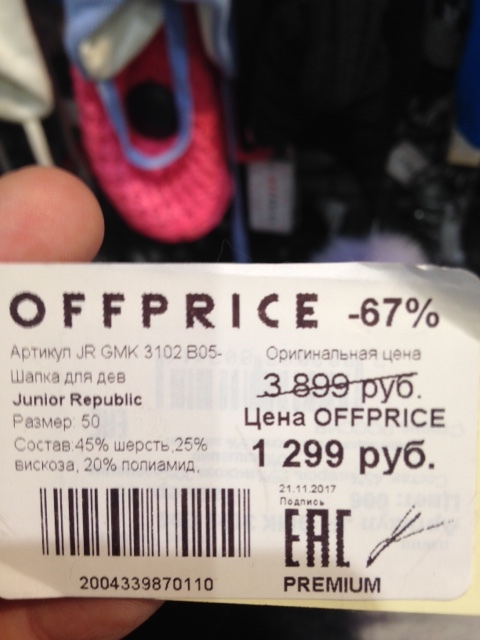 OFFPRICE -67%
Артикул JR GMK 3102 B05-
Шапка для дев
Junior Republic
Размер: 50
Состав:45% шерсть,25%
вискоза, 20% полиамид.
Оригинальная цена
3 899 руб.
Цена OFFPRICE
1 299 руб.
21.11.2017
Подпись
EAC
2004339870110
PREMIUM